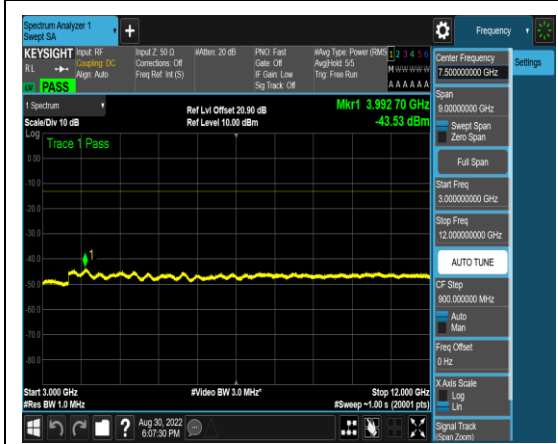 Spectrum Analyzer 1
Swept SA
+
Frequency
KEYSIGHT
RL
PASS
Input: RF
Coupling: DC
Align: Auto
Input Z: 50 Ω
Corrections: Off
Freq Ref: Int (S)
#Atten: 20 dB
PNO: Fast
Gate: Off
IF Gain: Low
Sig Track: Off
#Avg Type: Power (RMS
Avg|Hold: 5/5
Trig: Free Run
1 2 3 4 5 6
M W W W W W
A A A A A A
1 Spectrum
Scale/Div 10 dB
Ref Lvl Offset 20.90 dB
Ref Level 10.00 dBm
Mkr1 3.992 70 GHz
-43.53 dBm
Log
Trace 1 Pass
0.00
-10.0
-20.0
-30.0
-40.0
-50.0
-60.0
-70.0
-80.0
1
Start 3.000 GHz
#Res BW 1.0 MHz
#Video BW 3.0 MHz*
Stop 12.000 GHz
#Sweep ~1.00 s (20001 pts)
Center Frequency
7.500000000 GHz
Span
9.00000000 GHz
Swept Span
Zero Span
Full Span
Start Freq
3.000000000 GHz
Stop Freq
12.000000000 GHz
AUTO TUNE
CF Step
900.000000 MHz
Auto
Man
Freq Offset
0 Hz
X Axis Scale
Log
Lin
Signal Track
(Span Zoom)
Settings
?
Aug 30, 2022
6:07:30 PM